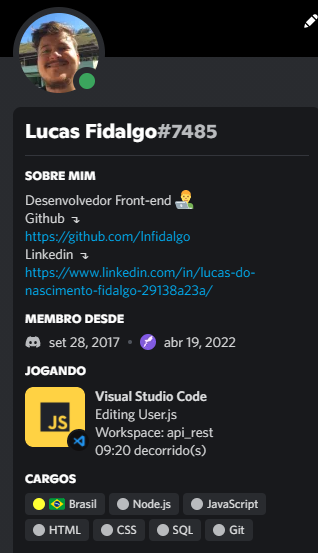 Lucas Fidalgo#7485
SOBRE MIM
Desenvolvedor Front-end 👨‍💻
Github ↴
https://github.com/lnfidalgo
Linkedin ↴
https://www.linkedin.com/in/lucas-do-
nascimento-fidalgo-29138a23a/
MEMBRO DESDE
set 28, 2017 • abr 19, 2022
JOGANDO
JS
Visual Studio Code
Editing User.js
Workspace: api_rest
09:20 decorrido(s)
CARGOS
🇧🇷 Brasil Node.js JavaScript
HTML CSS SQL Git